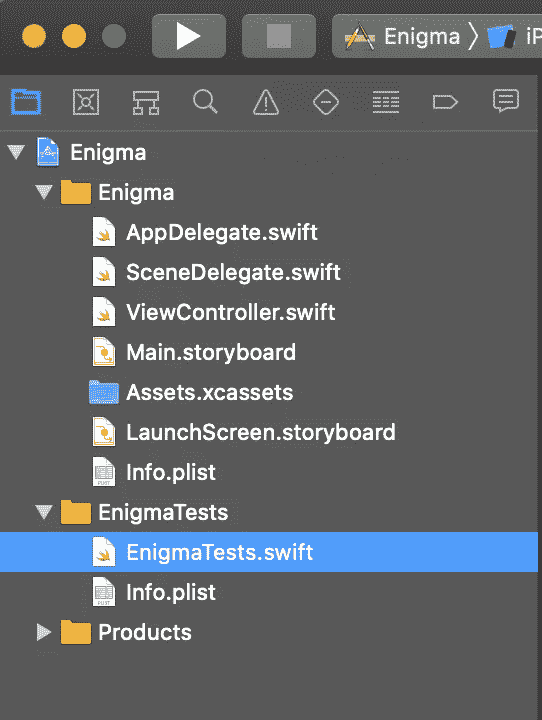 Enigma iP
Enigma
Enigma
AppDelegate.swift
SceneDelegate.swift
ViewController.swift
Main.storyboard
Assets.xcassets
LaunchScreen.storyboard
Info.plist
EnigmaTests
EnigmaTests.swift
Info.plist
Products